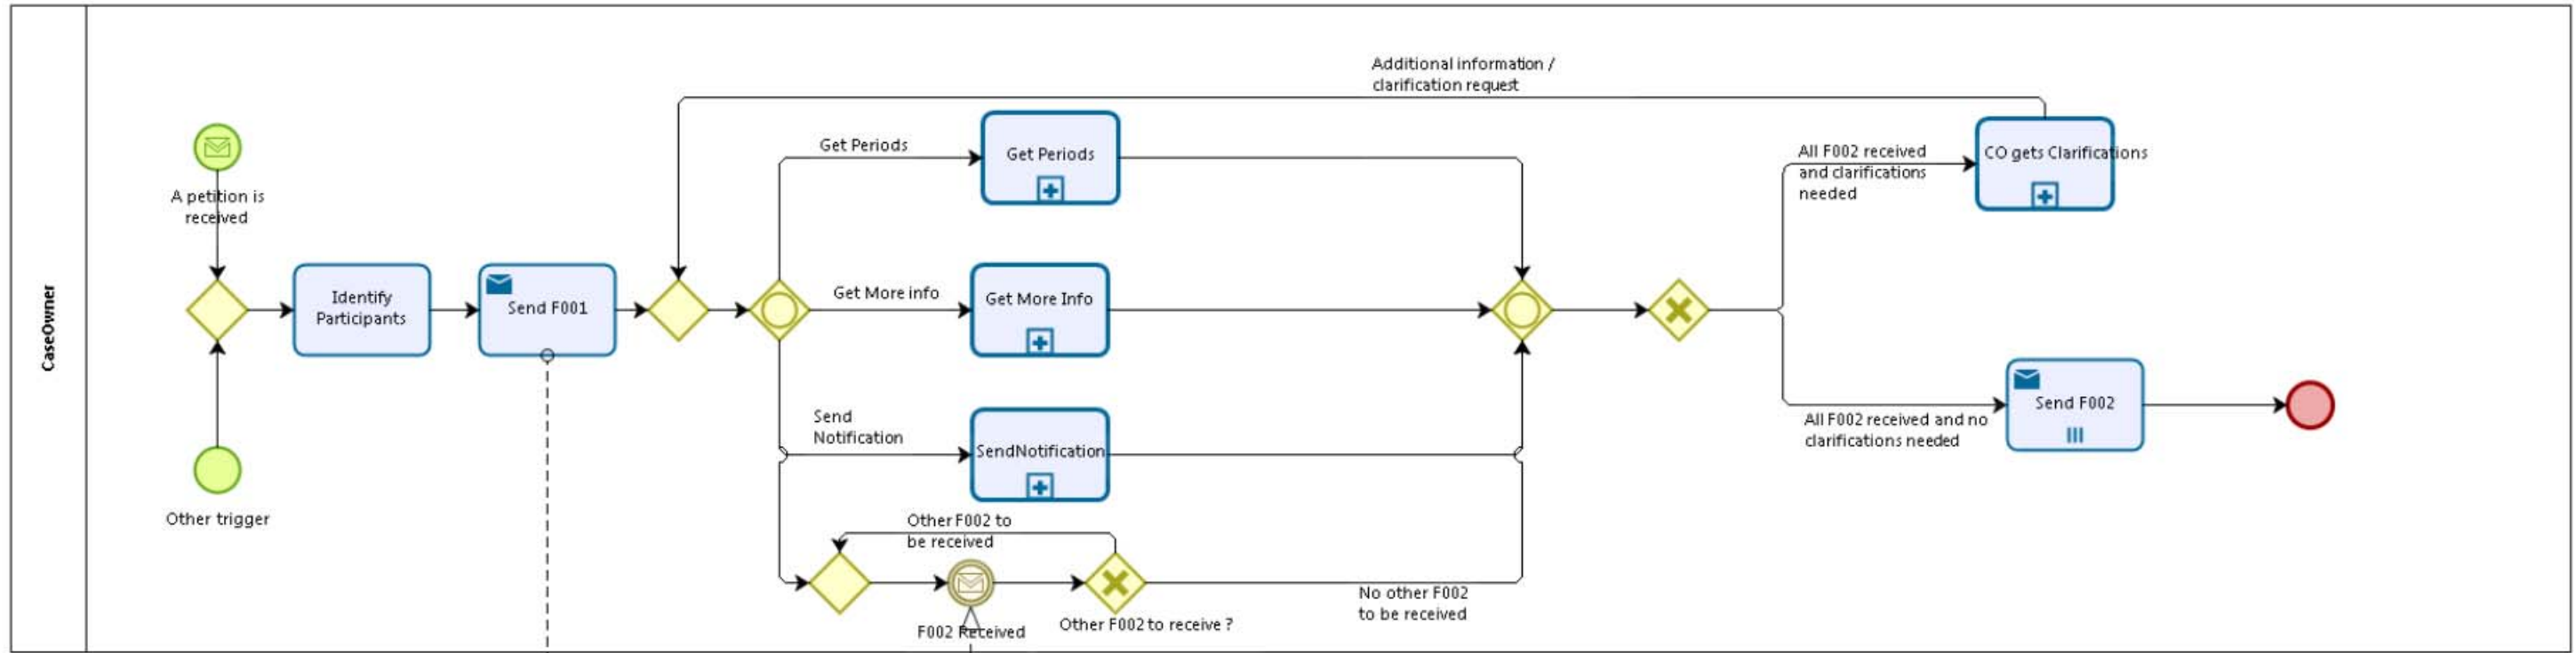 CaseOwner
A petition is
received
Other trigger
Identify
Participants
Send F001
Additional information /
clarification request
Get Periods
Get Periods
Get More info
Get More Info
Send
Notification
SendNotification
Other F002 to
be received
F002 Received
Other F002 to receive ?
No other F002
to be received
All F002 received
and clarifications
needed
CO gets Clarifications
All F002 received and no
clarifications needed
Send F002